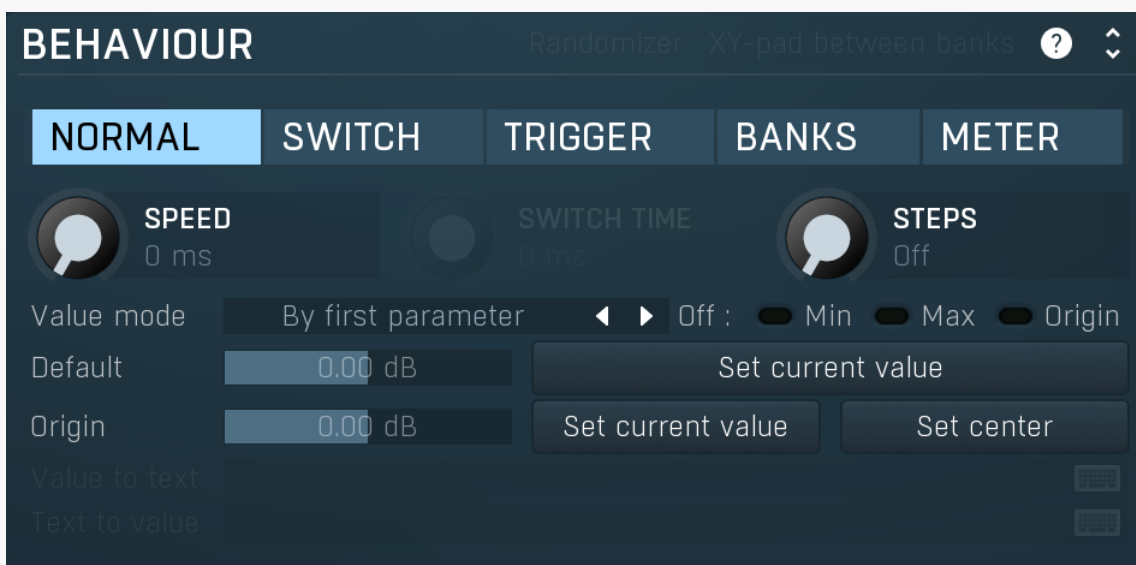 BEHAVIOUR Randomizer XY-pad between banks ?
NORMAL SWITCH TRIGGER BANKS METER
SPEED SWITCH TIME STEPS
0 ms 0 ms Off
Value mode By first parameter Off : Min Max Origin
Default 0.00 dB Set current value
Origin 0.00 dB Set current value Set center
Value to text
Text to value